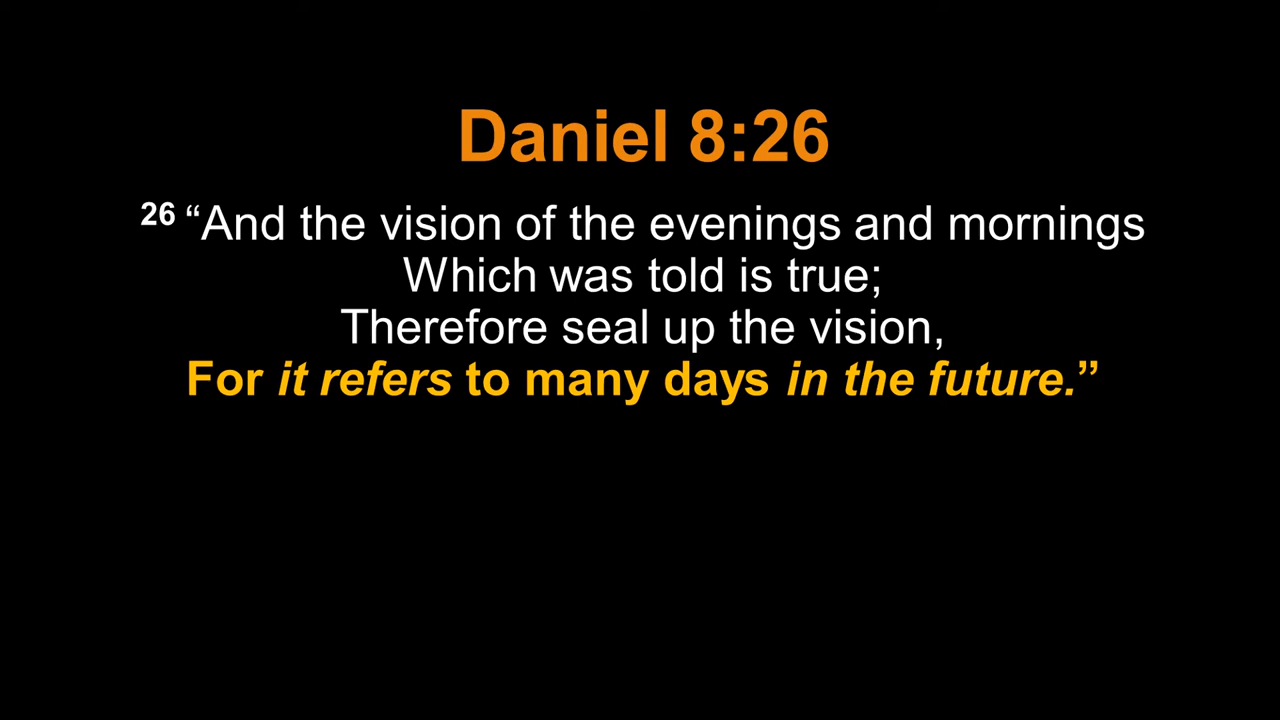 Daniel 8:26
26 “And the vision of the evenings and mornings
Which was told is true;
Therefore seal up the vision,
For it refers to many days in the future.”